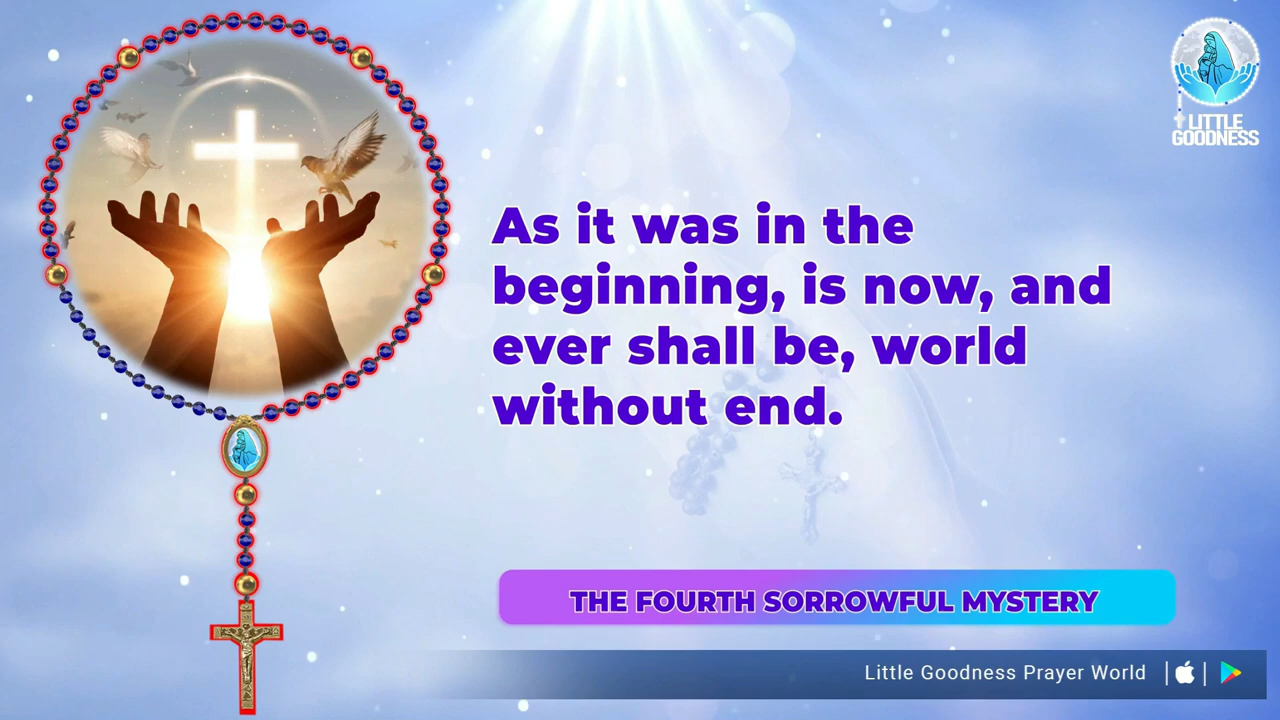 LITTLE
GOODNESS
As it was in the
beginning, is now, and
ever shall be, world
without end.
THE FOURTH SORROWFUL MYSTERY
Little Goodness Prayer World